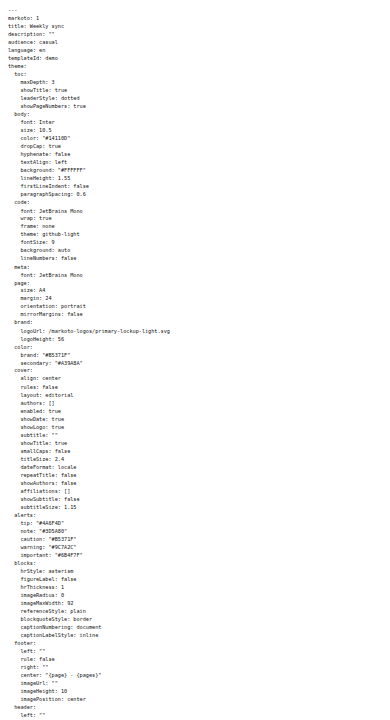 ---
markoto: 1
title: Weekly sync
description: ""
audience: casual
language: en
templateId: demo
theme:
  toc:
    maxDepth: 3
    showTitle: true
    leaderStyle: dotted
    showPageNumbers: true
  body:
    font: Inter
    size: 10.5
    color: "#14110D"
    dropCap: true
    hyphenate: false
    textAlign: left
    background: "#FFFFFF"
    lineHeight: 1.55
    firstLineIndent: false
    paragraphSpacing: 0.6
  code:
    font: JetBrains Mono
    wrap: true
    frame: none
    theme: github-light
    fontSize: 9
    background: auto
    lineNumbers: false
  meta:
    font: JetBrains Mono
  page:
    size: A4
    margin: 24
    orientation: portrait
    mirrorMargins: false
  brand:
    logoUrl: /markoto-logos/primary-lockup-light.svg
    logoHeight: 56
  color:
    brand: "#B5371F"
    secondary: "#A39A8A"
  cover:
    align: center
    rules: false
    layout: editorial
    authors: []
    enabled: true
    showDate: true
    showLogo: true
    subtitle: ""
    showTitle: true
    smallCaps: false
    titleSize: 2.4
    dateFormat: locale
    repeatTitle: false
    showAuthors: false
    affiliations: []
    showSubtitle: false
    subtitleSize: 1.15
  alerts:
    tip: "#4A6F4D"
    note: "#3D5A80"
    caution: "#B5371F"
    warning: "#9C7A2C"
    important: "#6B4F7F"
  blocks:
    hrStyle: asterism
    figureLabel: false
    hrThickness: 1
    imageRadius: 0
    imageMaxWidth: 92
    referenceStyle: plain
    blockquoteStyle: border
    captionNumbering: document
    captionLabelStyle: inline
  footer:
    left: ""
    rule: false
    right: ""
    center: "{page} - {pages}"
    imageUrl: ""
    imageHeight: 10
    imagePosition: center
  header:
    left: ""